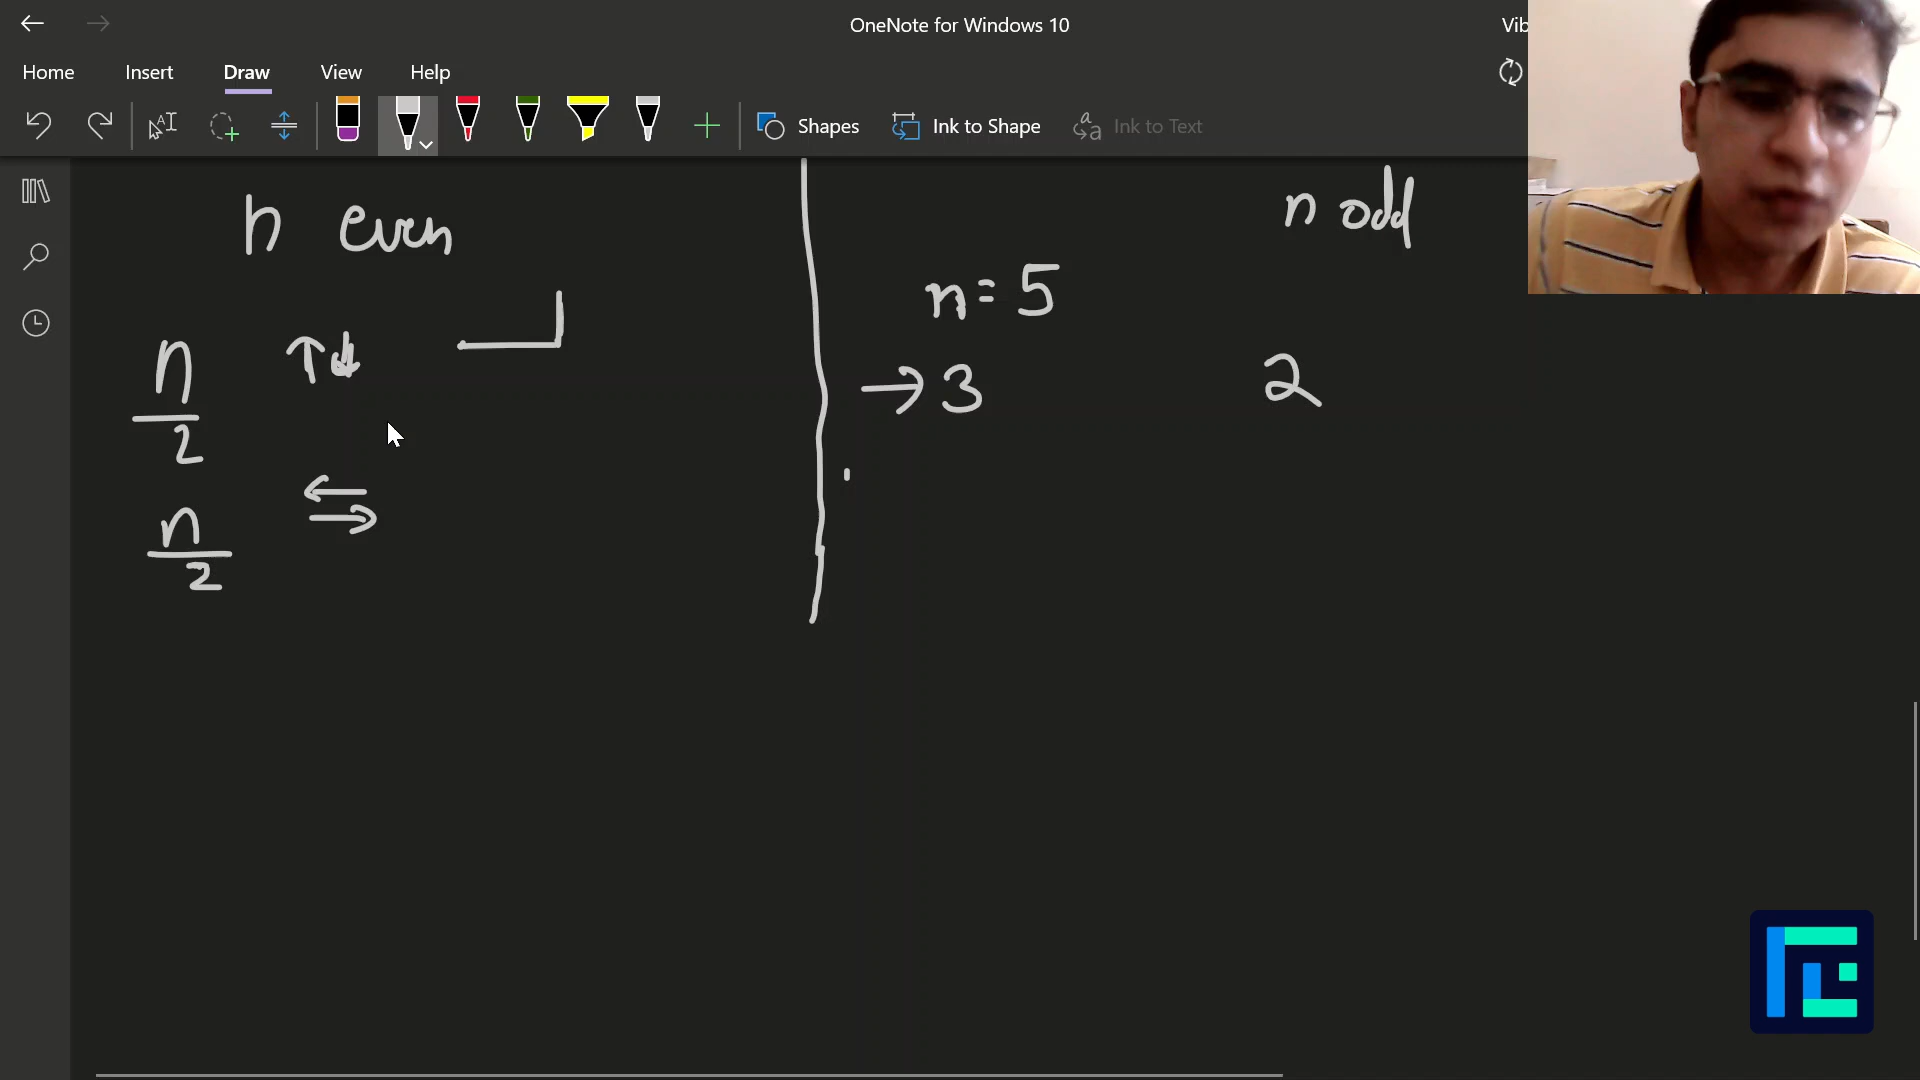 OneNote for Windows 10
Vib
Home Insert Draw View Help
Shapes Ink to Shape Ink to Text
n even
n odd
n = 5
n
2
↑↓
→ 3 2
n
2
←
→